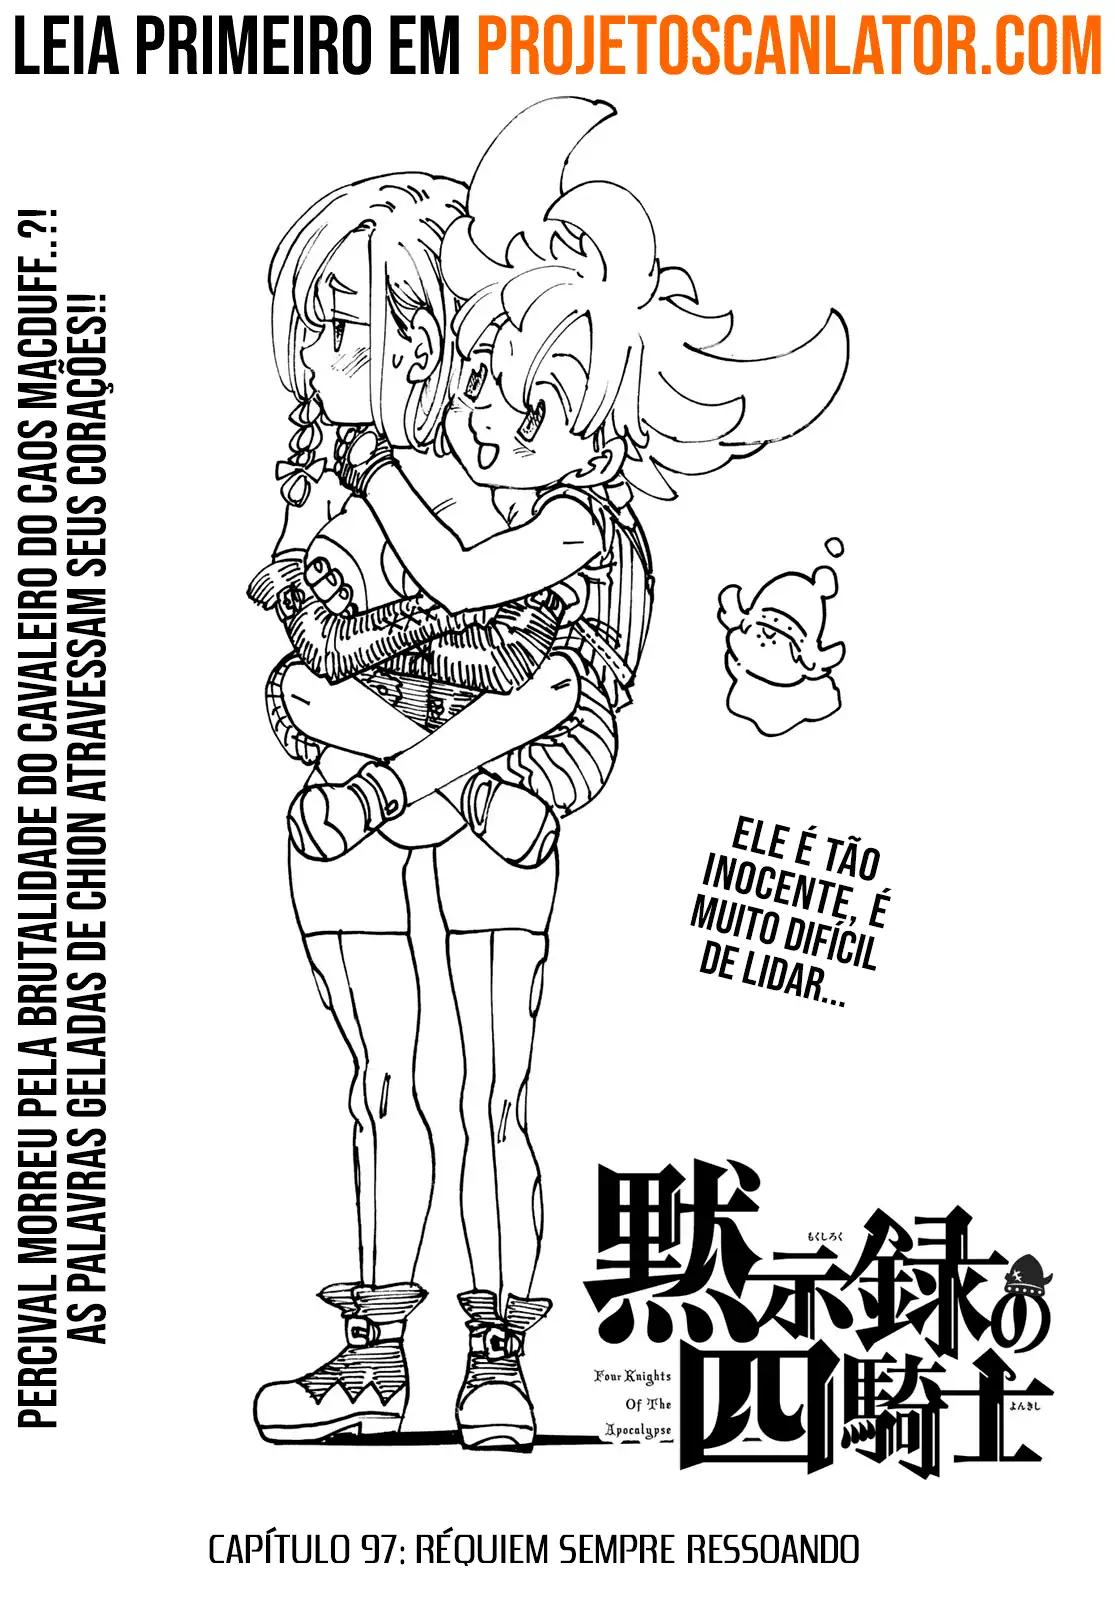 LEIA PRIMEIRO EM PROJETOSCANLATOR.COM
PERCIVAL MORREU PELA BRUTALIDADE DO CAVALEIRO DO CAOS MACDUFF..?!
AS PALAVRAS GELADAS DE CHION ATRAVESSAM SEUS CORAÇÕES!!
ELE É TÃO
INOCENTE, É
MUITO DIFÍCIL
DE LIDAR...
もくしろく
黙示録の
四騎士
よんきし
Four Knights
Of The
Apocalypse
CAPÍTULO 97: RÉQUIEM SEMPRE RESSOANDO